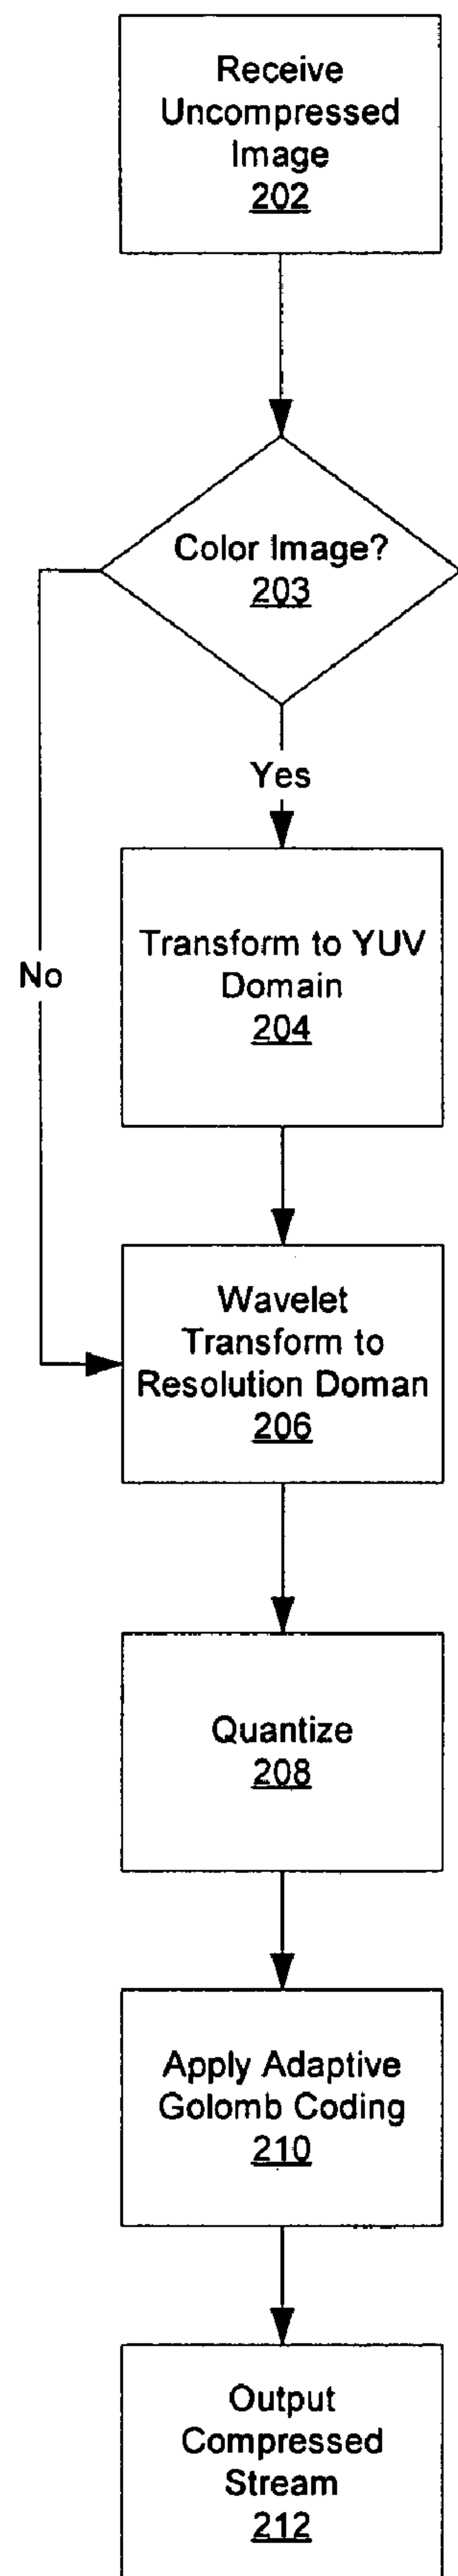 Receive
Uncompressed
Image
202
Color Image?
203
Yes
Transform to YUV
Domain
204
No
Wavelet
Transform to
Resolution Doman
206
Quantize
208
Apply Adaptive
Golomb Coding
210
Output
Compressed
Stream
212